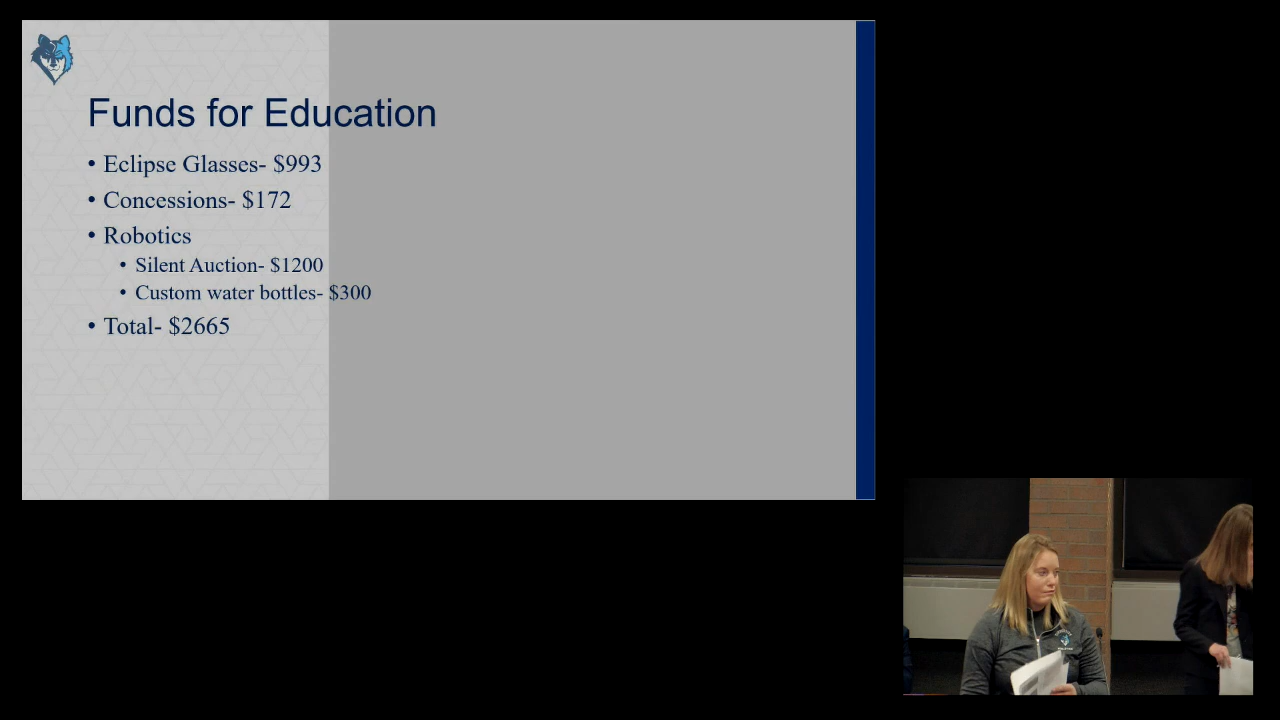 Funds for Education
• Eclipse Glasses- $993
• Concessions- $172
• Robotics
• Silent Auction- $1200
• Custom water bottles- $300
• Total- $2665